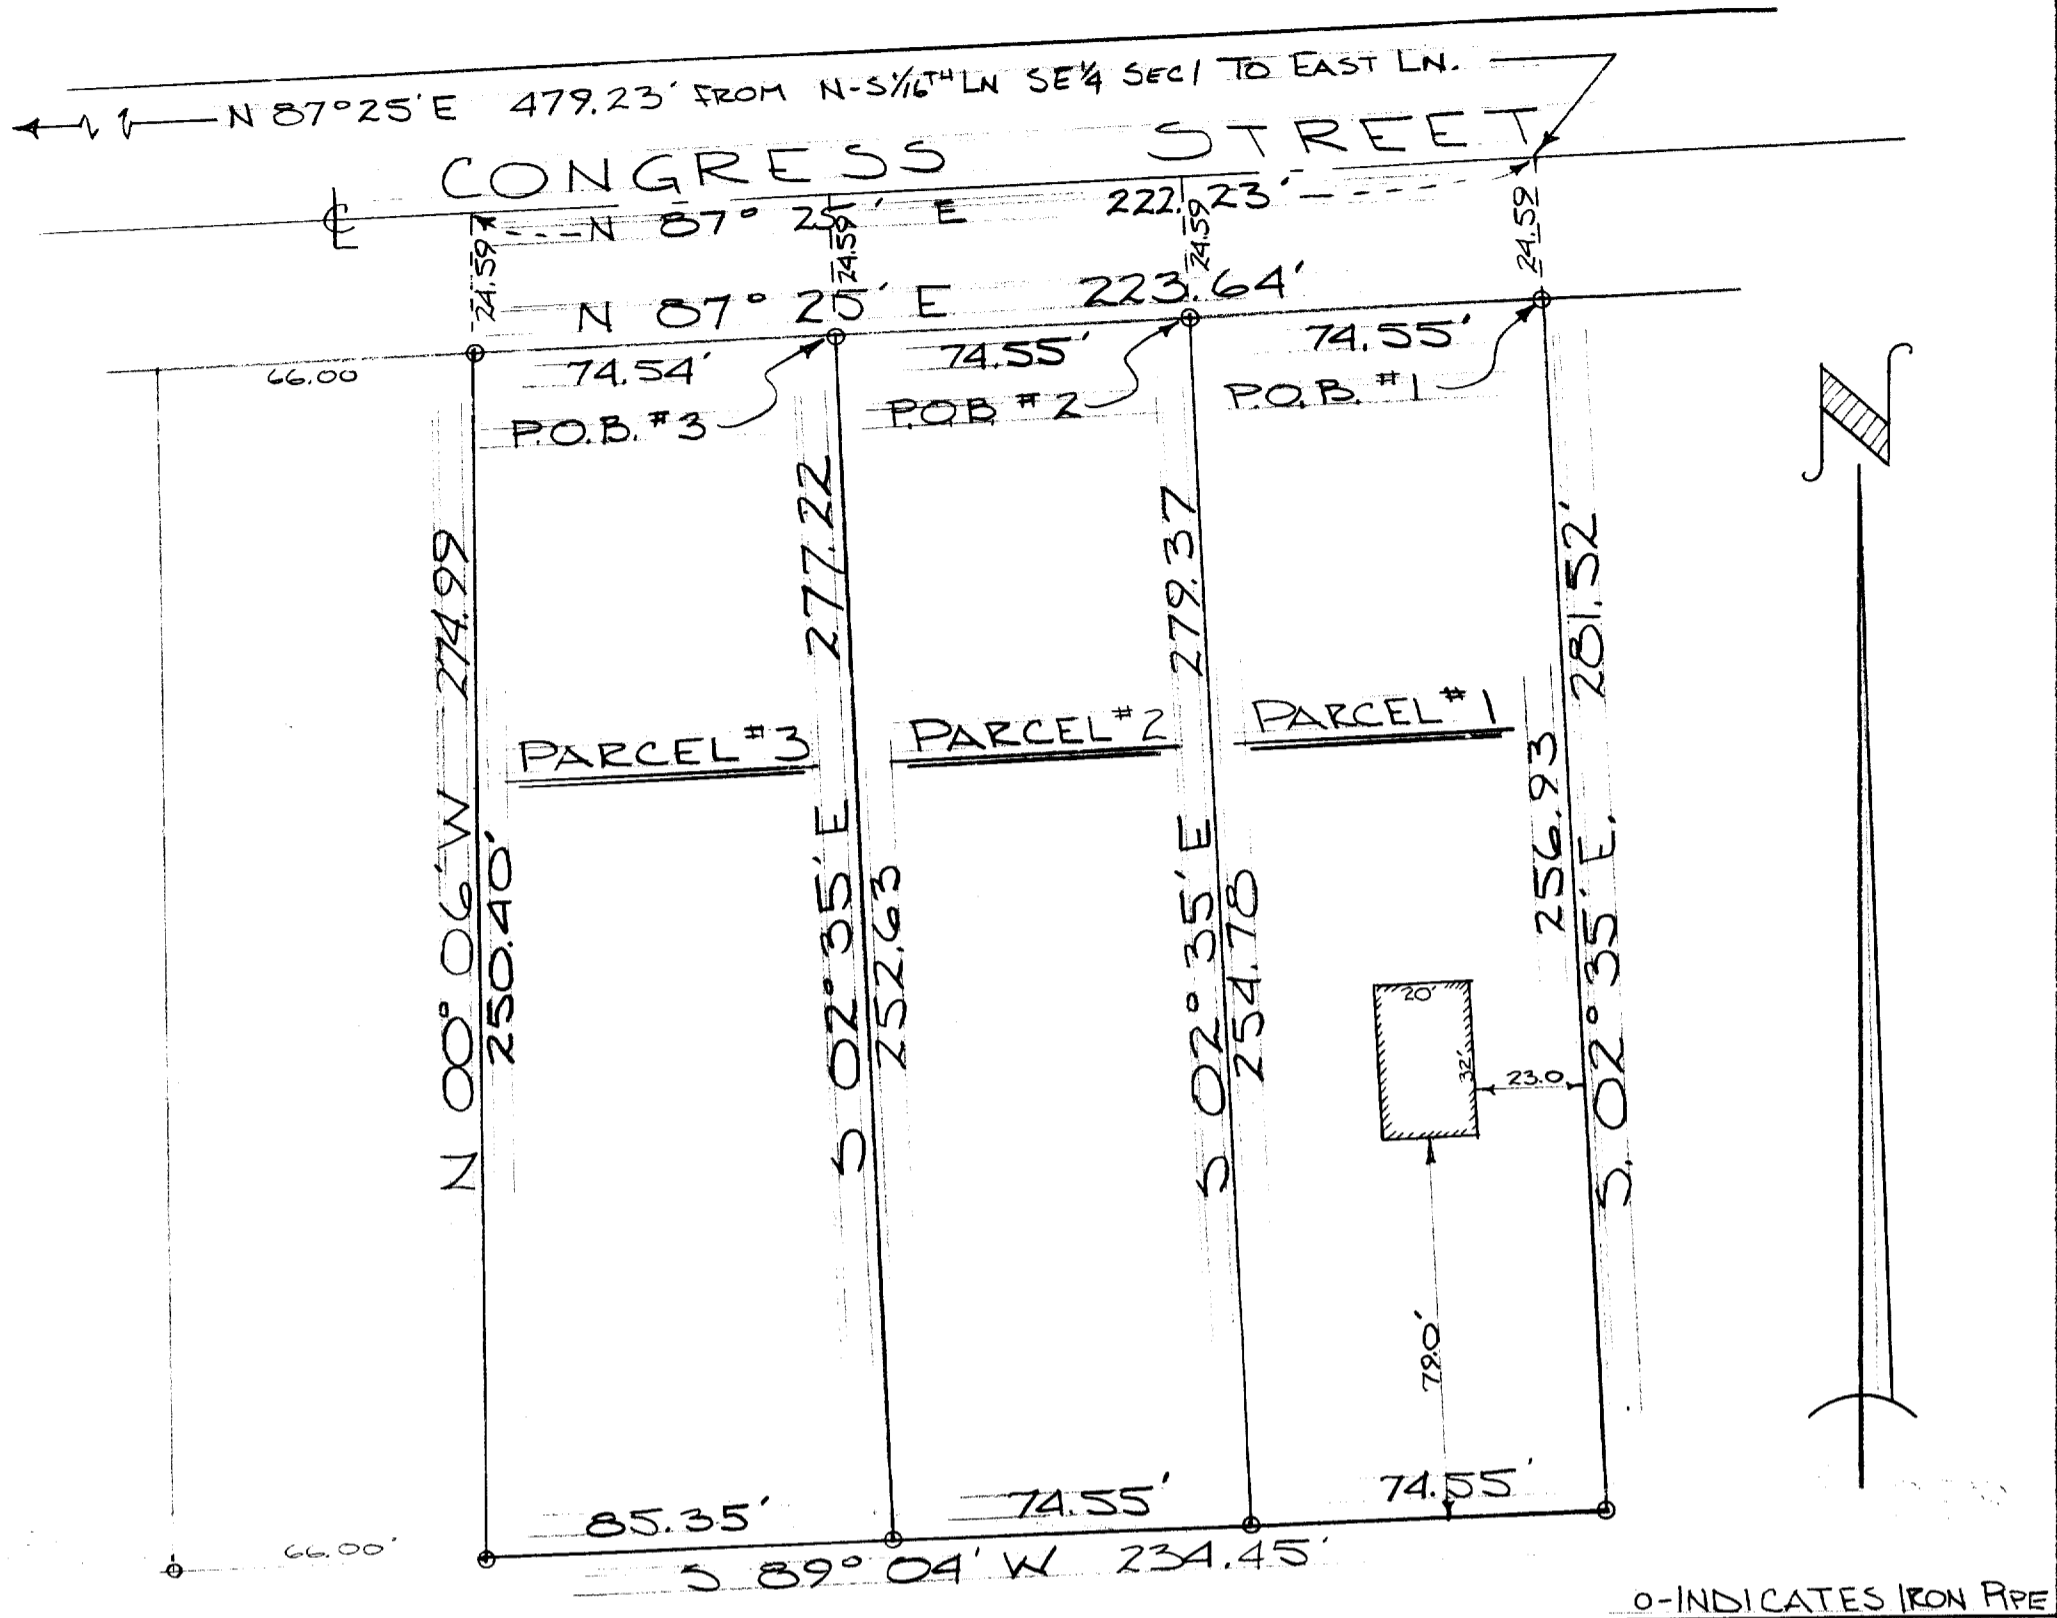 N 87°25'E 479.23' FROM N-S 1/16TH LN SE 1/4 SEC 1 TO EAST LN.
CONGRESS STREET
℄
N 87° 25' E 222.23'
24.59
24.59
24.59
24.59
N 87° 25' E 223.64'
66.00
74.54'
74.55'
74.55'
P.O.B. #3
P.O.B. #2
P.O.B. #1
N 00° 06' W 274.99
250.40'
S 02° 35' E 277.22
252.63
S 02° 35' E 279.37
254.78
S. 02° 35' E. 281.52'
256.93
PARCEL #3
PARCEL #2
PARCEL #1
20'
32'
23.0
79.0'
85.35'
74.55'
74.55'
66.00'
S 89° 04' W 234.45'
N
O-INDICATES IRON PIPE